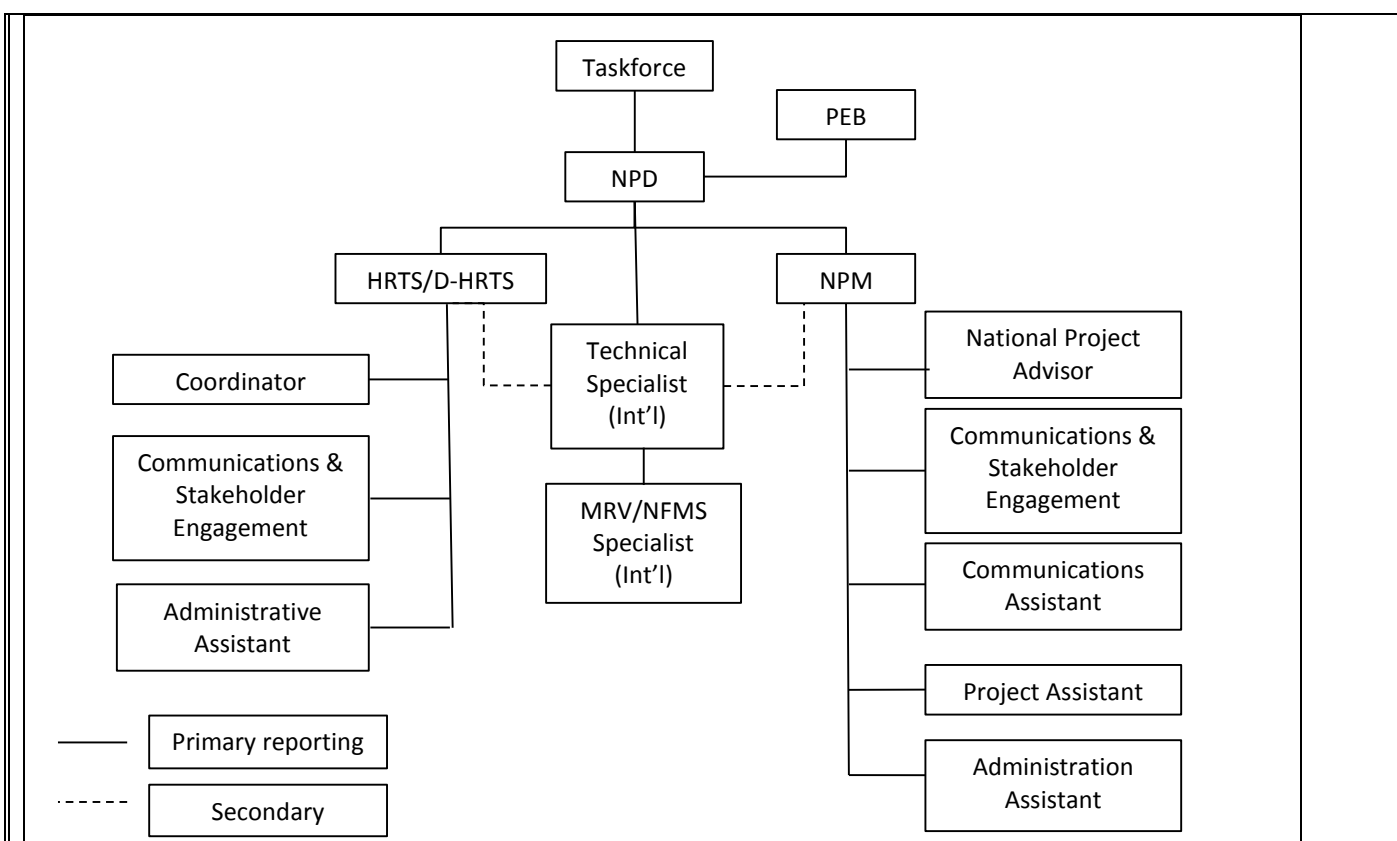 Taskforce
PEB
NPD
HRTS/D-HRTS
NPM
Technical
Specialist
(Int'l)
MRV/NFMS
Specialist
(Int'l)
Coordinator
Communications &
Stakeholder
Engagement
Administrative
Assistant
National Project
Advisor
Communications &
Stakeholder
Engagement
Communications
Assistant
Project Assistant
Administration
Assistant
Primary reporting
Secondary